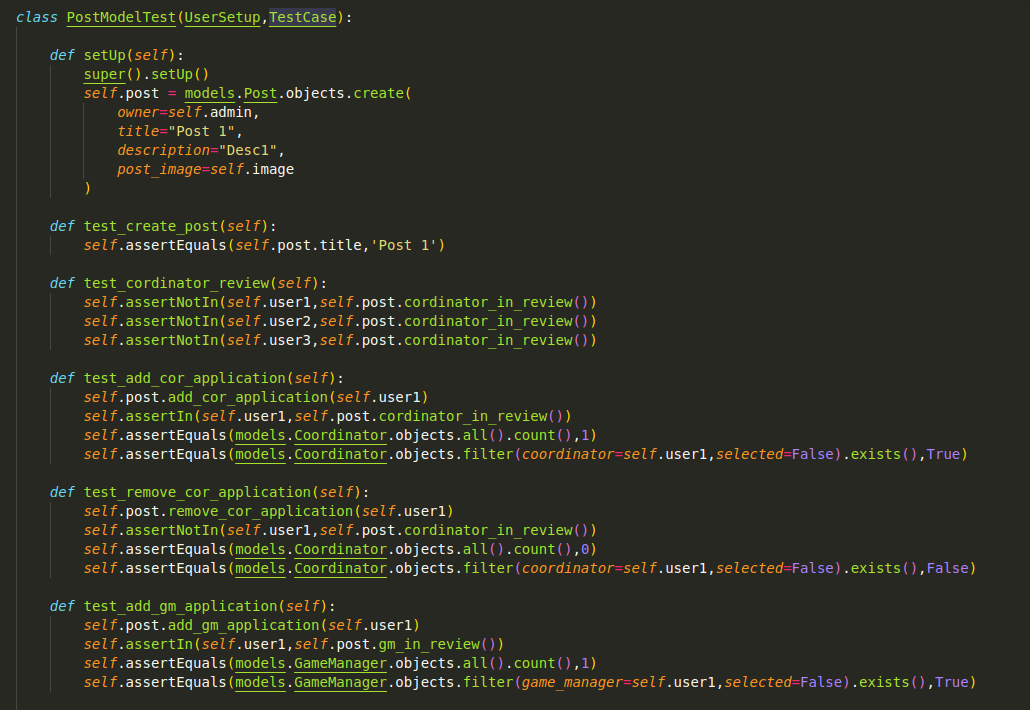 class PostModelTest(UserSetup,TestCase):
def setUp(self):
super().setUp()
self.post = models.Post.objects.create(
owner=self.admin,
title="Post 1",
description="Desc1",
post_image=self.image
)
def test_create_post(self):
self.assertEquals(self.post.title,'Post 1')
def test_cordinator_review(self):
self.assertNotIn(self.user1,self.post.cordinator_in_review())
self.assertNotIn(self.user2,self.post.cordinator_in_review())
self.assertNotIn(self.user3,self.post.cordinator_in_review())
def test_add_cor_application(self):
self.post.add_cor_application(self.user1)
self.assertIn(self.user1,self.post.cordinator_in_review())
self.assertEquals(models.Coordinator.objects.all().count(),1)
self.assertEquals(models.Coordinator.objects.filter(coordinator=self.user1,selected=False).exists(),True)
def test_remove_cor_application(self):
self.post.remove_cor_application(self.user1)
self.assertNotIn(self.user1,self.post.cordinator_in_review())
self.assertEquals(models.Coordinator.objects.all().count(),0)
self.assertEquals(models.Coordinator.objects.filter(coordinator=self.user1,selected=False).exists(),False)
def test_add_gm_application(self):
self.post.add_gm_application(self.user1)
self.assertIn(self.user1,self.post.gm_in_review())
self.assertEquals(models.GameManager.objects.all().count(),1)
self.assertEquals(models.GameManager.objects.filter(game_manager=self.user1,selected=False).exists(),True)